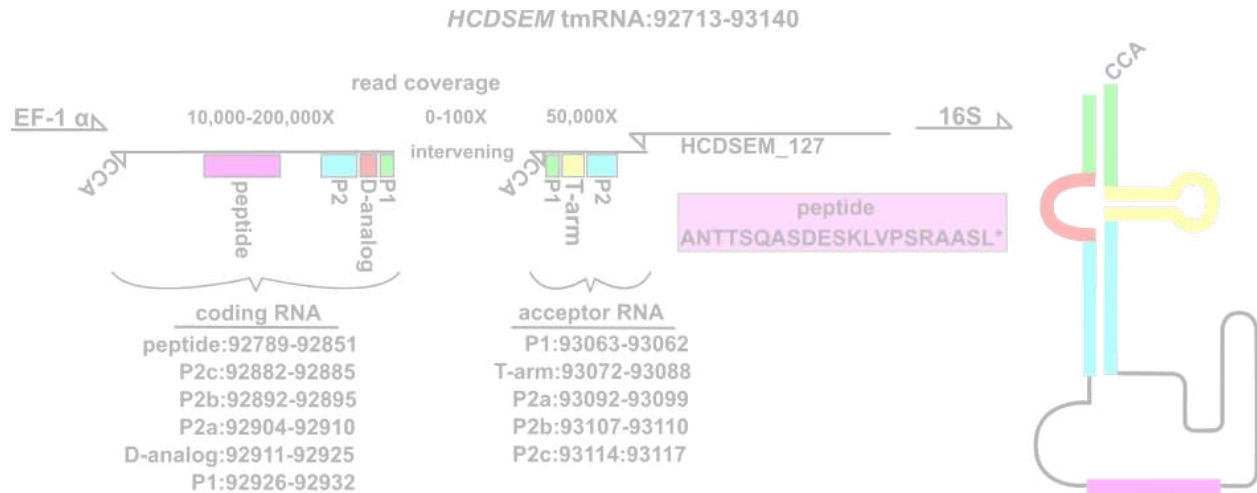 HCDSEM tmRNA:92713-93140
read coverage
EF-1 α
10,000-200,000X
0-100X
50,000X
16S
CCA
intervening
CCA
HCDSEM_127
peptide
P2
D-analog
P1
P1
T-arm
P2
peptide
ANTTSQASDESKLVPSRAASL*
coding RNA
peptide:92789-92851
P2c:92882-92885
P2b:92892-92895
P2a:92904-92910
D-analog:92911-92925
P1:92926-92932
acceptor RNA
P1:93063-93062
T-arm:93072-93088
P2a:93092-93099
P2b:93107-93110
P2c:93114:93117
CCA